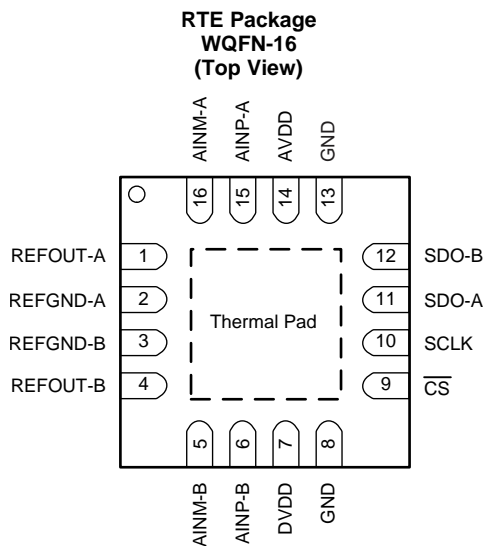 RTE Package
WQFN-16
(Top View)
AINM-A
AINP-A
AVDD
GND
16
15
14
13
REFOUT-A 1
12 SDO-B
REFGND-A 2
11 SDO-A
Thermal Pad
REFGND-B 3
10 SCLK
REFOUT-B 4
9 C̅S̅
5
6
7
8
AINM-B
AINP-B
DVDD
GND